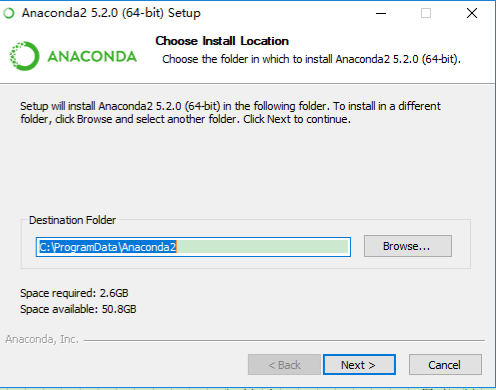 Anaconda2 5.2.0 (64-bit) Setup
ANACONDA
Choose Install Location
Choose the folder in which to install Anaconda2 5.2.0 (64-bit).
Setup will install Anaconda2 5.2.0 (64-bit) in the following folder. To install in a different
folder, click Browse and select another folder. Click Next to continue.
Destination Folder
C:\ProgramData\Anaconda2
Browse...
Space required: 2.6GB
Space available: 50.8GB
Anaconda, Inc.
< Back
Next >
Cancel